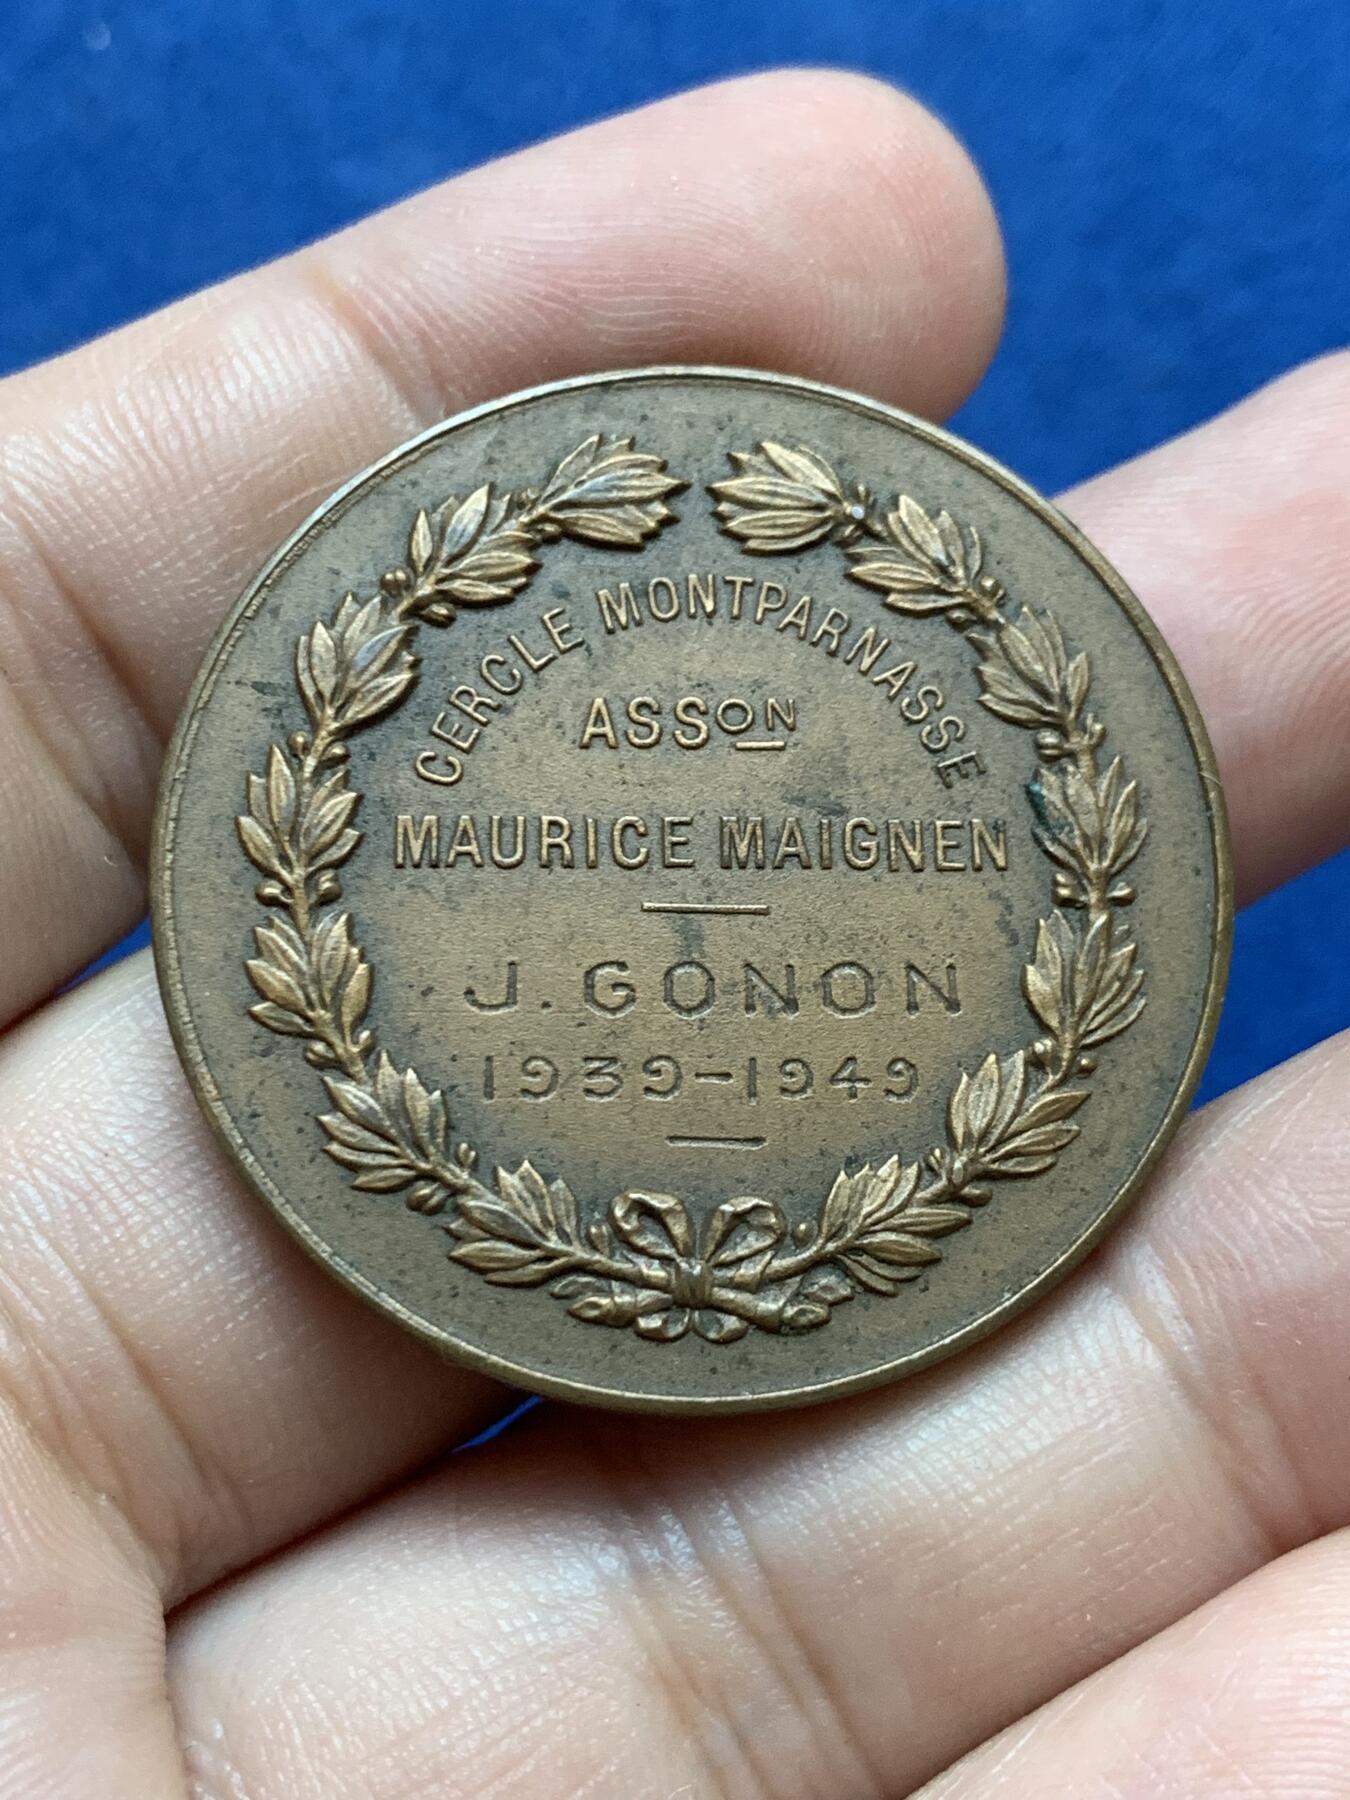 CERCLE MONTPARNASSE
ASSON
MAURICE MAIGNEN
J. GONON
1939-1949